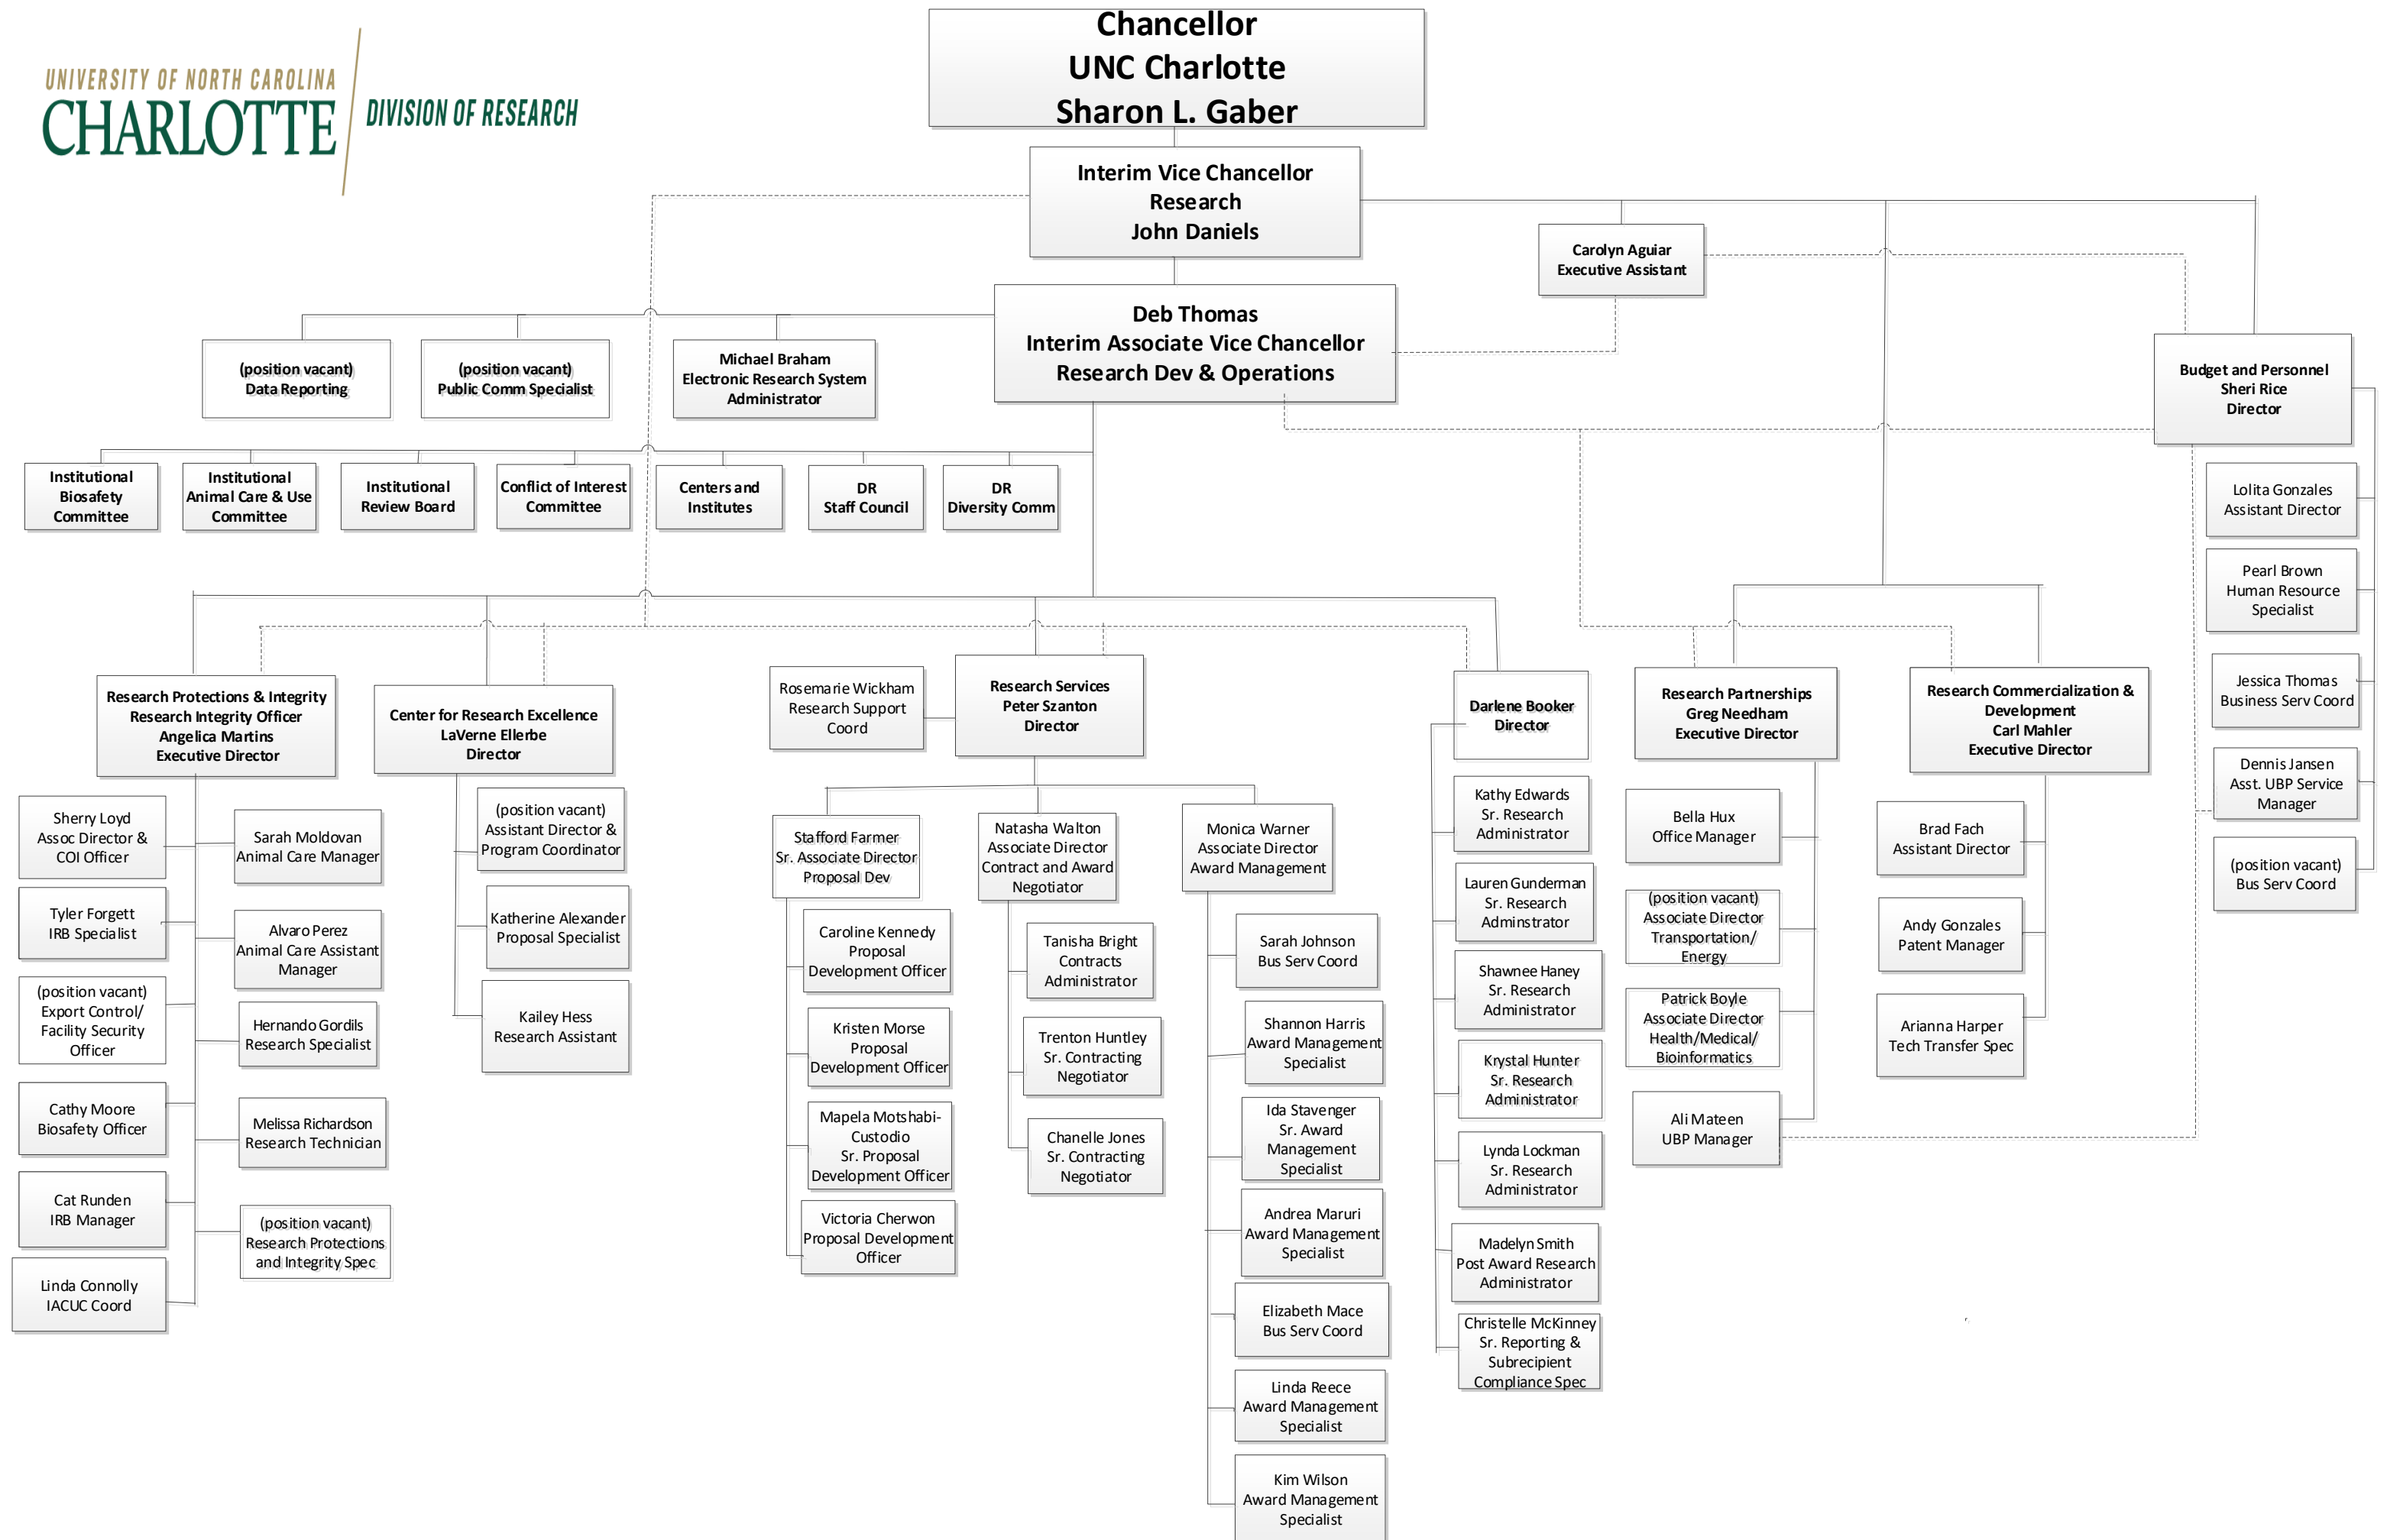 UNIVERSITY OF NORTH CAROLINA
CHARLOTTE
DIVISION OF RESEARCH
Chancellor
UNC Charlotte
Sharon L. Gaber
Interim Vice Chancellor
Research
John Daniels
Carolyn Aguiar
Executive Assistant
Deb Thomas
Interim Associate Vice Chancellor
Research Dev & Operations
(position vacant)
Data Reporting
(position vacant)
Public Comm Specialist
Michael Braham
Electronic Research System
Administrator
Budget and Personnel
Sheri Rice
Director
Institutional
Biosafety
Committee
Institutional
Animal Care & Use
Committee
Institutional
Review Board
Conflict of Interest
Committee
Centers and
Institutes
DR
Staff Council
DR
Diversity Comm
Lolita Gonzales
Assistant Director
Pearl Brown
Human Resource
Specialist
Jessica Thomas
Business Serv Coord
Dennis Jansen
Asst. UBP Service
Manager
(position vacant)
Bus Serv Coord
Research Protections & Integrity
Research Integrity Officer
Angelica Martins
Executive Director
Sherry Loyd
Assoc Director &
COI Officer
Tyler Forgett
IRB Specialist
(position vacant)
Export Control/
Facility Security
Officer
Cathy Moore
Biosafety Officer
Cat Runden
IRB Manager
Linda Connolly
IACUC Coord
Sarah Moldovan
Animal Care Manager
Alvaro Perez
Animal Care Assistant
Manager
Hernando Gordils
Research Specialist
Melissa Richardson
Research Technician
(position vacant)
Research Protections
and Integrity Spec
Center for Research Excellence
LaVerne Ellerbe
Director
(position vacant)
Assistant Director &
Program Coordinator
Katherine Alexander
Proposal Specialist
Kailey Hess
Research Assistant
Rosemarie Wickham
Research Support
Coord
Research Services
Peter Szanton
Director
Stafford Farmer
Sr. Associate Director
Proposal Dev
Caroline Kennedy
Proposal
Development Officer
Kristen Morse
Proposal
Development Officer
Mapela Motshabi-
Custodio
Sr. Proposal
Development Officer
Victoria Cherwon
Proposal Development
Officer
Natasha Walton
Associate Director
Contract and Award
Negotiator
Tanisha Bright
Contracts
Administrator
Trenton Huntley
Sr. Contracting
Negotiator
Chanelle Jones
Sr. Contracting
Negotiator
Monica Warner
Associate Director
Award Management
Sarah Johnson
Bus Serv Coord
Shannon Harris
Award Management
Specialist
Ida Stavenger
Sr. Award
Management
Specialist
Andrea Maruri
Award Management
Specialist
Elizabeth Mace
Bus Serv Coord
Linda Reece
Award Management
Specialist
Kim Wilson
Award Management
Specialist
Darlene Booker
Director
Kathy Edwards
Sr. Research
Administrator
Lauren Gunderman
Sr. Research
Adminstrator
Shawnee Haney
Sr. Research
Administrator
Krystal Hunter
Sr. Research
Administrator
Lynda Lockman
Sr. Research
Administrator
Madelyn Smith
Post Award Research
Administrator
Christelle McKinney
Sr. Reporting &
Subrecipient
Compliance Spec
Research Partnerships
Greg Needham
Executive Director
Bella Hux
Office Manager
(position vacant)
Associate Director
Transportation/
Energy
Patrick Boyle
Associate Director
Health/Medical/
Bioinformatics
Ali Mateen
UBP Manager
Research Commercialization &
Development
Carl Mahler
Executive Director
Brad Fach
Assistant Director
Andy Gonzales
Patent Manager
Arianna Harper
Tech Transfer Spec